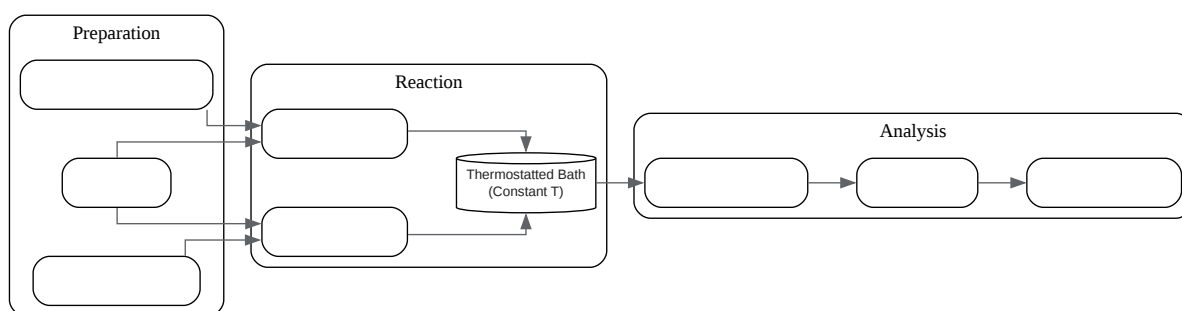 Preparation
Reaction
Analysis
Thermostatted Bath
(Constant T)